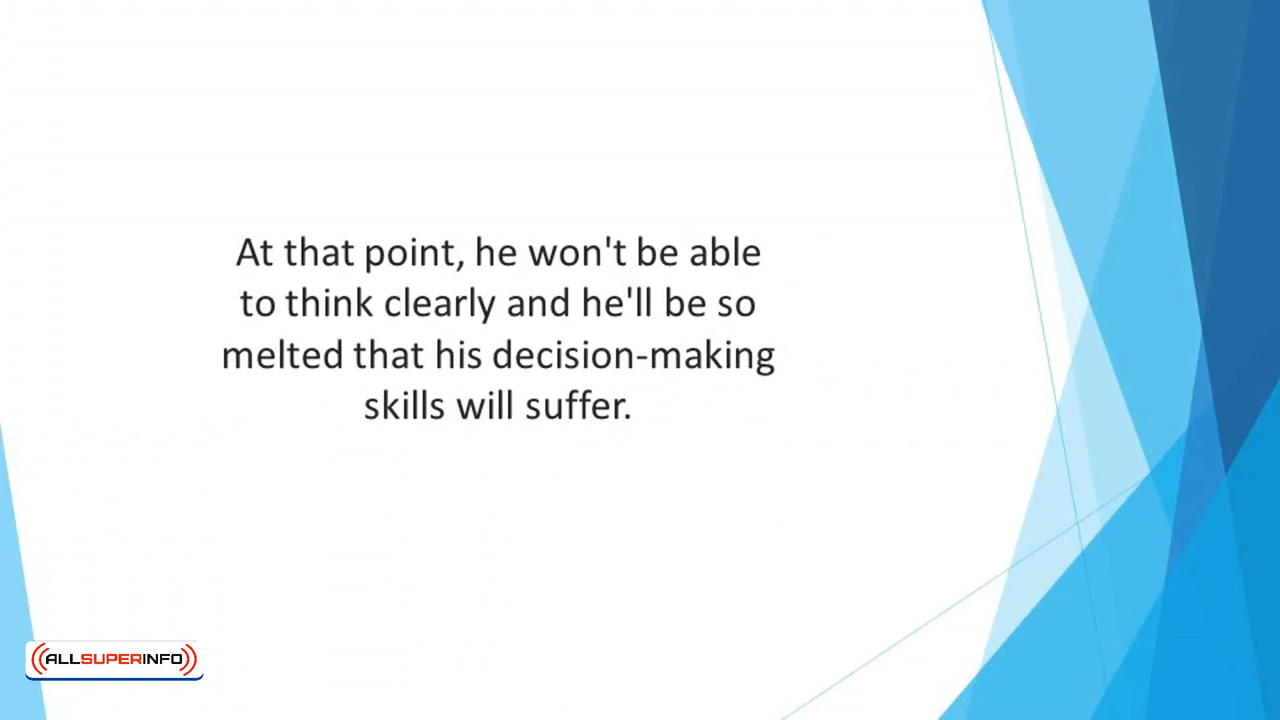 At that point, he won't be able
to think clearly and he'll be so
melted that his decision-making
skills will suffer.
ALLSUPERINFO